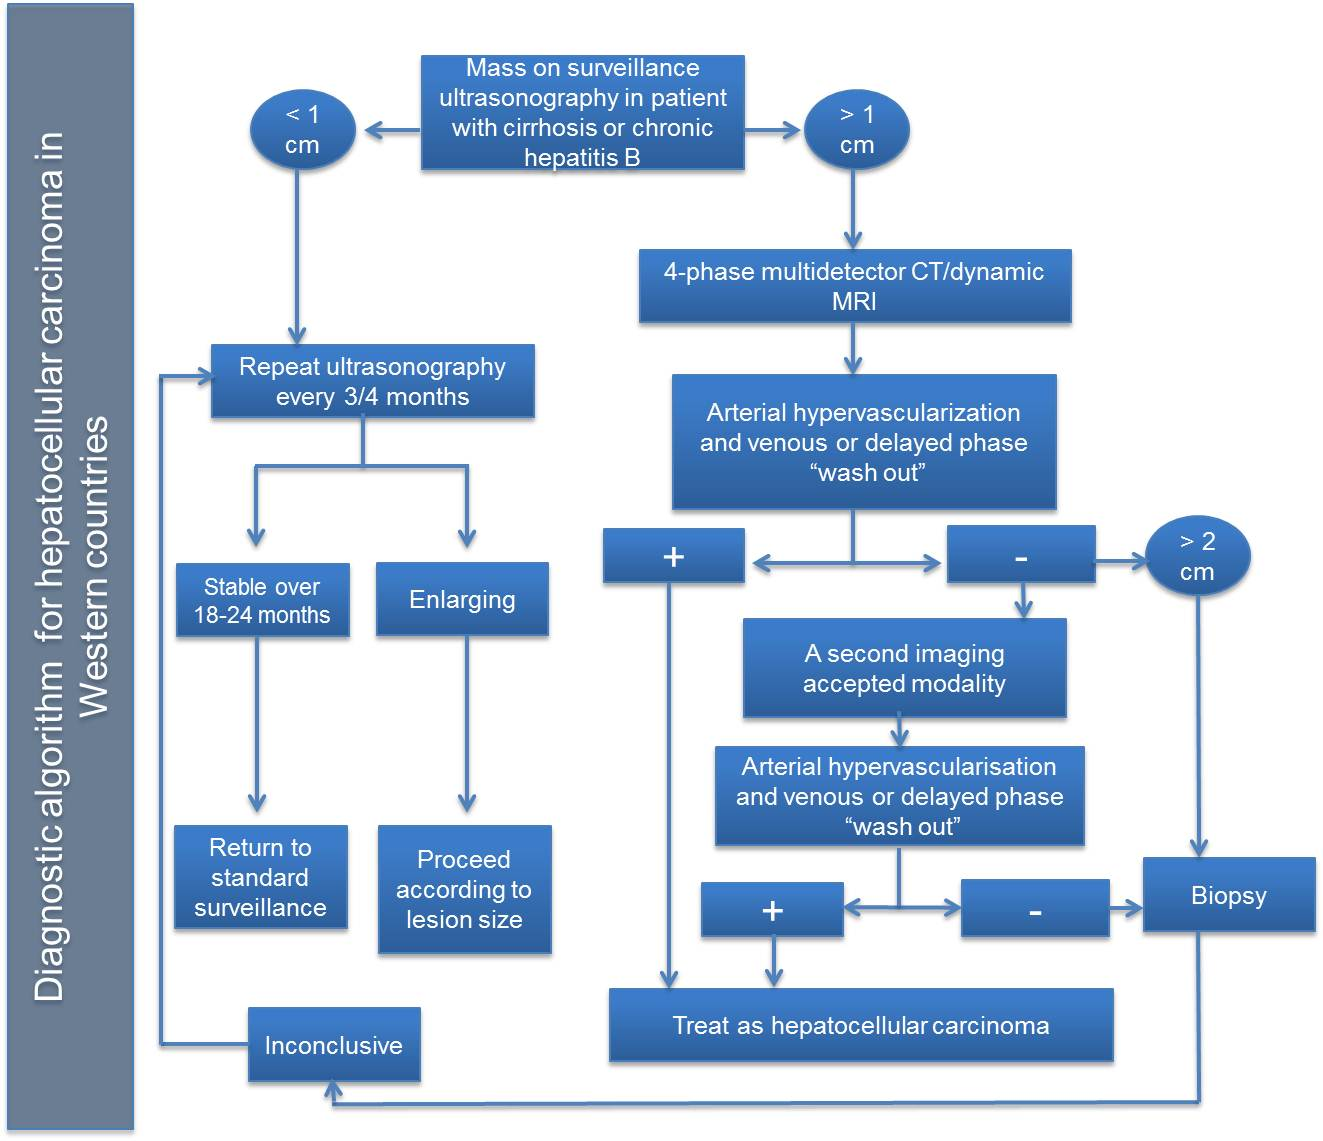 Diagnostic algorithm for hepatocellular carcinoma in
Western countries
Mass on surveillance
ultrasonography in patient
with cirrhosis or chronic
hepatitis B
< 1
cm
> 1
cm
4-phase multidetector CT/dynamic
MRI
Repeat ultrasonography
every 3/4 months
Arterial hypervascularization
and venous or delayed phase
“wash out”
+
-
> 2
cm
Stable over
18-24 months
Enlarging
A second imaging
accepted modality
Arterial hypervascularisation
and venous or delayed phase
“wash out”
Return to
standard
surveillance
Proceed
according to
lesion size
+
-
Biopsy
Treat as hepatocellular carcinoma
Inconclusive